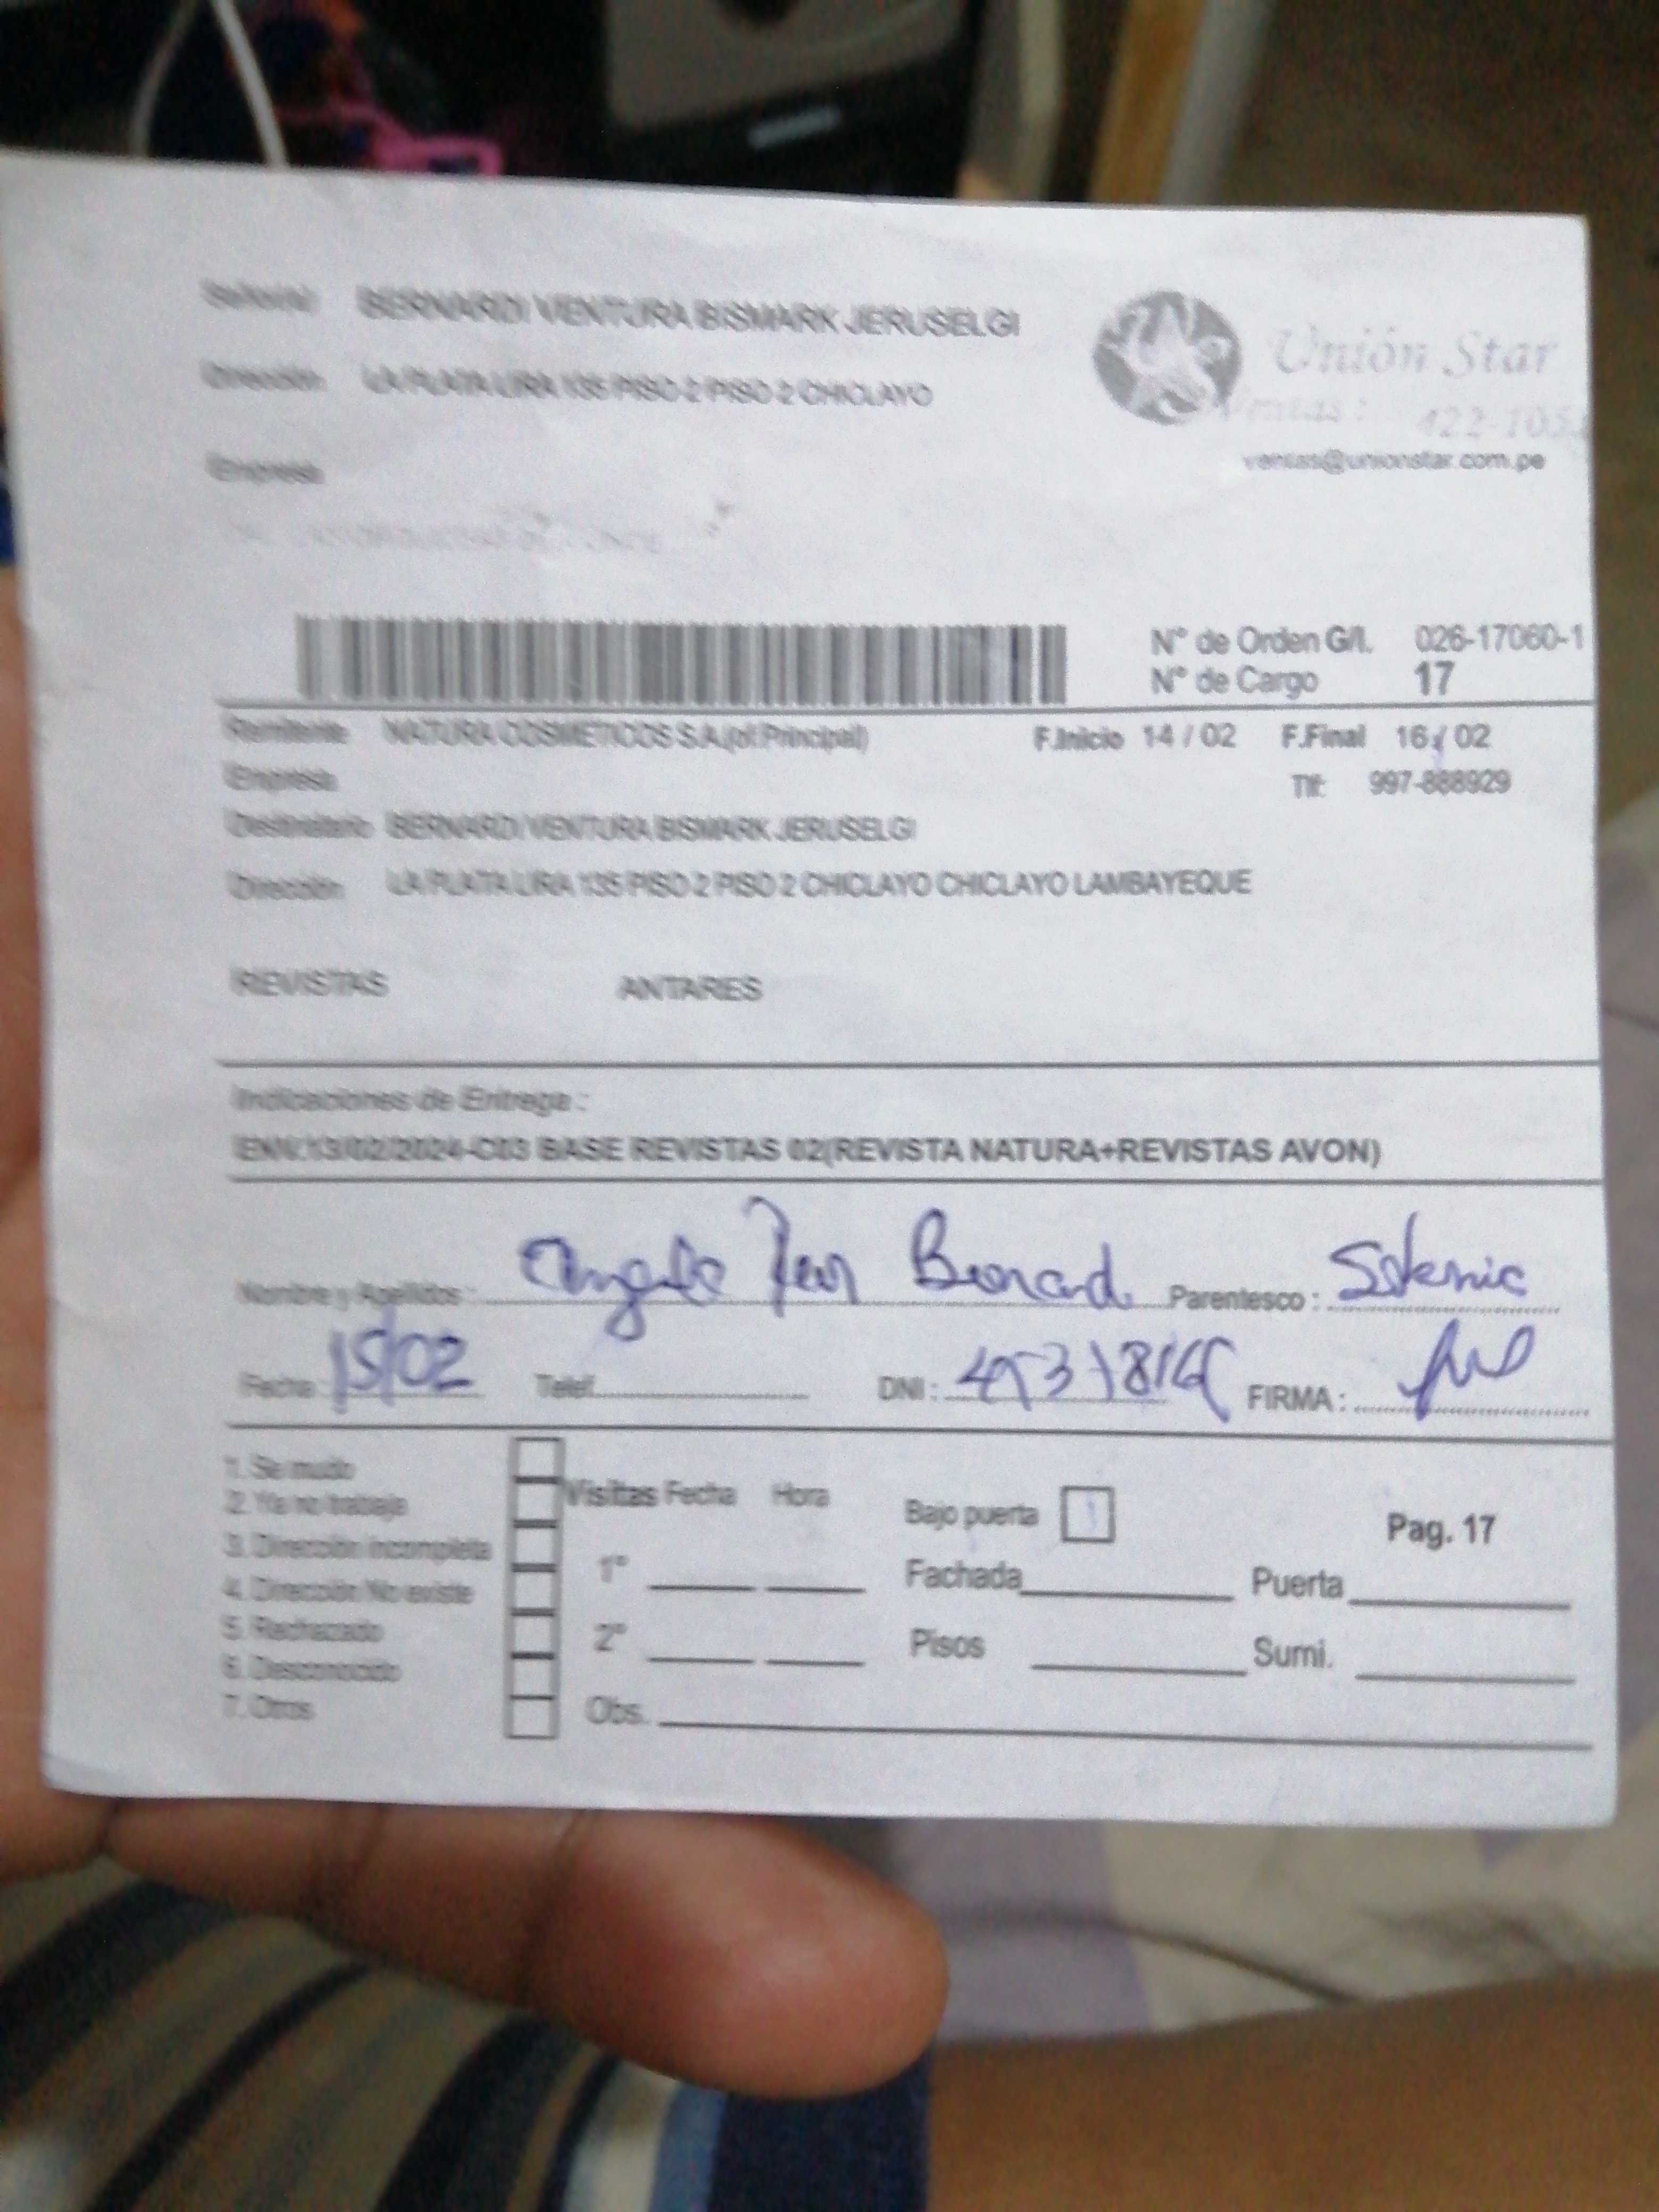 Señor(a) BERNARDI VENTURA BISMARK JERUSELGI
Dirección LA PLATA LIRA 135 PISO 2 PISO 2 CHICLAYO
Empresa
Unión Star
Ventas: 422-105
ventas@unionstar.com.pe
N° de Orden G/I. 026-17060-1
N° de Cargo 17
Remitente NATURA COSMETICOS S.A.(of.Principal) F.Inicio 14 / 02 F.Final 16 / 02
Empresa Tlf: 997-888929
Destinatario BERNARDI VENTURA BISMARK JERUSELGI
Dirección LA PLATA LIRA 135 PISO 2 PISO 2 CHICLAYO CHICLAYO LAMBAYEQUE
REVISTAS ANTARES
Indicaciones de Entrega :
ENV.13/02/2024-C03 BASE REVISTAS 02(REVISTA NATURA+REVISTAS AVON)
Nombre y Apellidos : Parentesco :
Fecha 15/02 Telef. DNI : FIRMA :
1. Se mudo
2. Ya no trabaja
3. Dirección incompleta
4. Dirección No existe
5. Rechazado
6. Desconocido
7. Otros
Visitas Fecha Hora
1°
2°
Obs.
Bajo puerta
Pag. 17
Fachada Puerta
Pisos Sumi.